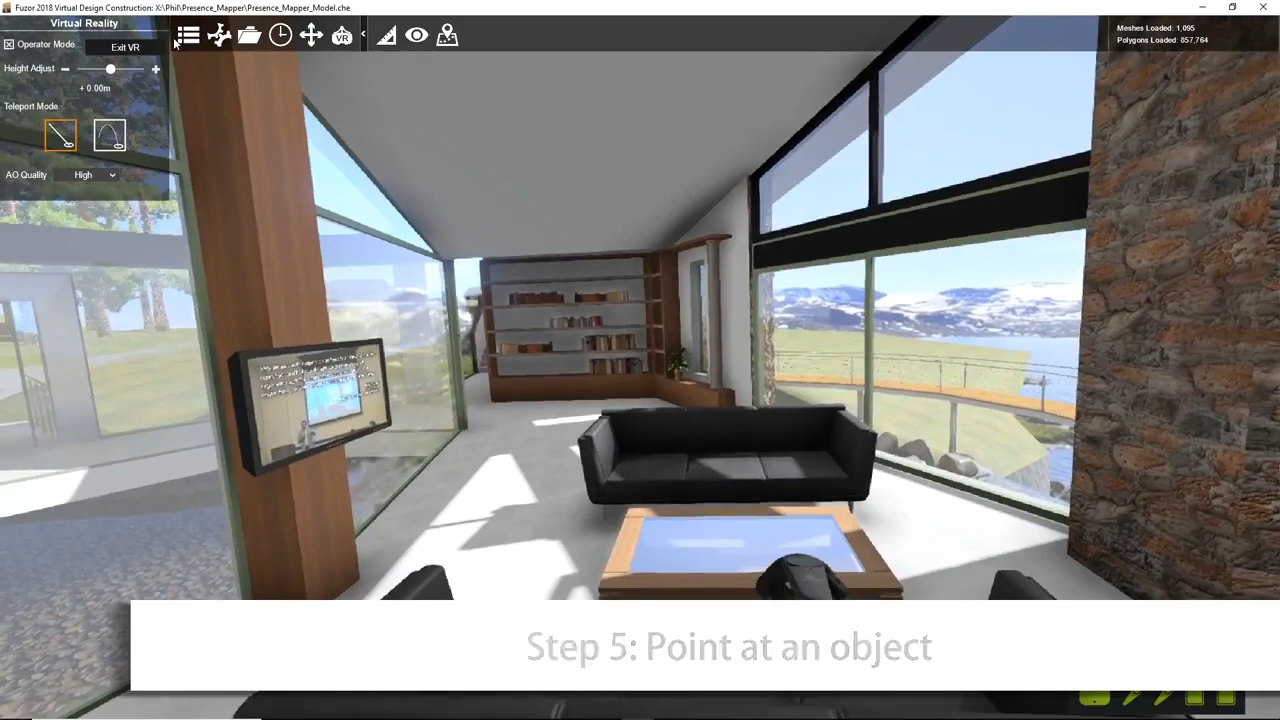 Fuzor 2018 Virtual Design Construction: X:\Phil\Presence_Mapper\Presence_Mapper_Model.che
Virtual Reality
Operator Mode
Exit VR
VR
Meshes Loaded: 1,095
Polygons Loaded: 857,764
Height Adjust
+ 0.00m
Teleport Mode
AO Quality
High
Step 5: Point at an object